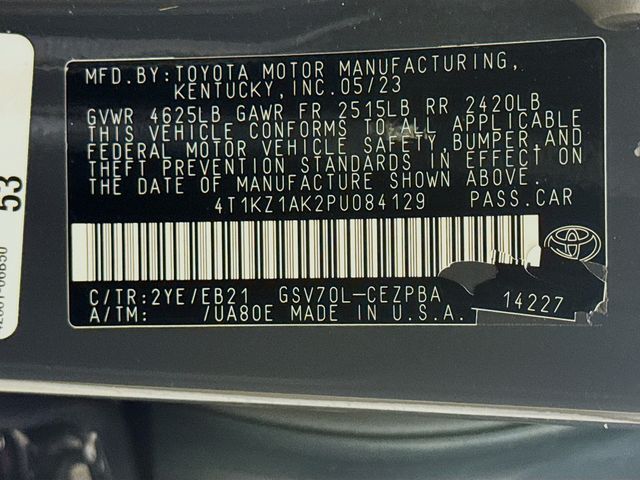 MFD.BY: TOYOTA MOTOR MANUFACTURING,
KENTUCKY, INC. 05/23
GVWR 4625LB GAWR FR 2515LB RR 2420LB
THIS VEHICLE CONFORMS TO ALL APPLICABLE
FEDERAL MOTOR VEHICLE SAFETY, BUMPER, AND
THEFT PREVENTION STANDARDS IN EFFECT ON
THE DATE OF MANUFACTURE SHOWN ABOVE.
4T1KZ1AK2PU084129 PASS.CAR
C/TR: 2YE/EB21 GSV70L-CEZPBA
14227
A/TM: /UA80E MADE IN U.S.A.
53